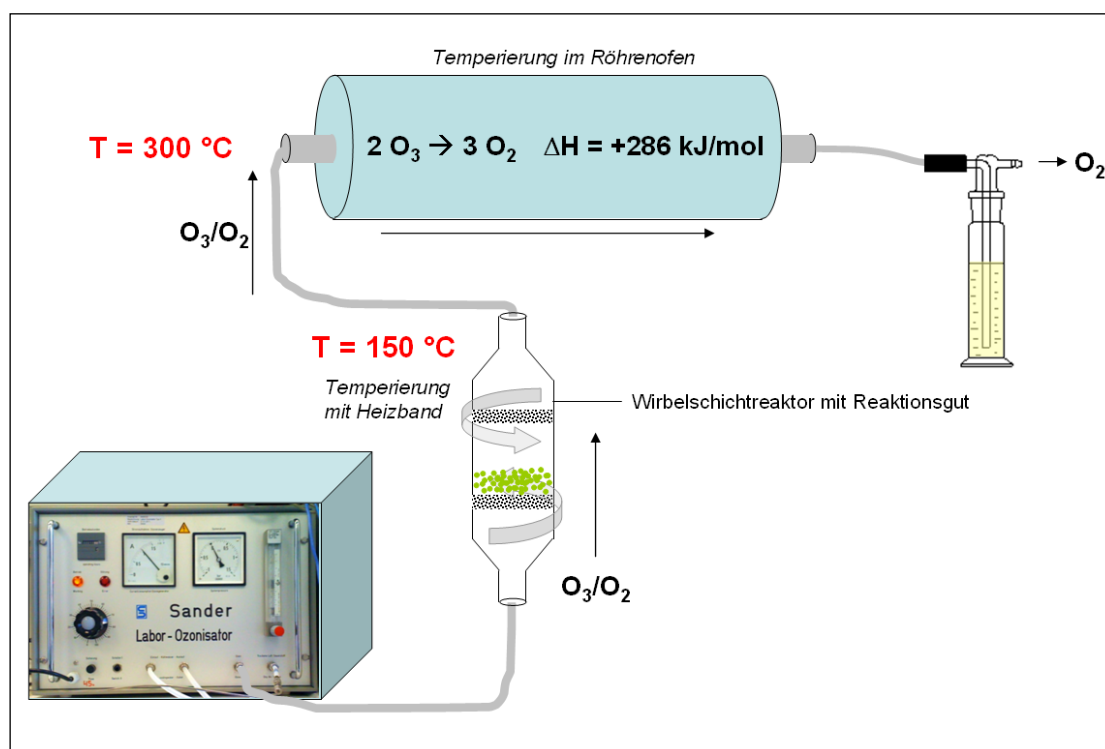 Temperierung im Röhrenofen
T = 300 °C
2 O₃ → 3 O₂ ΔH = +286 kJ/mol
O₂
O₃/O₂
T = 150 °C
Temperierung
mit Heizband
Wirbelschichtreaktor mit Reaktionsgut
O₃/O₂
A
Sander
Labor-Ozonisator